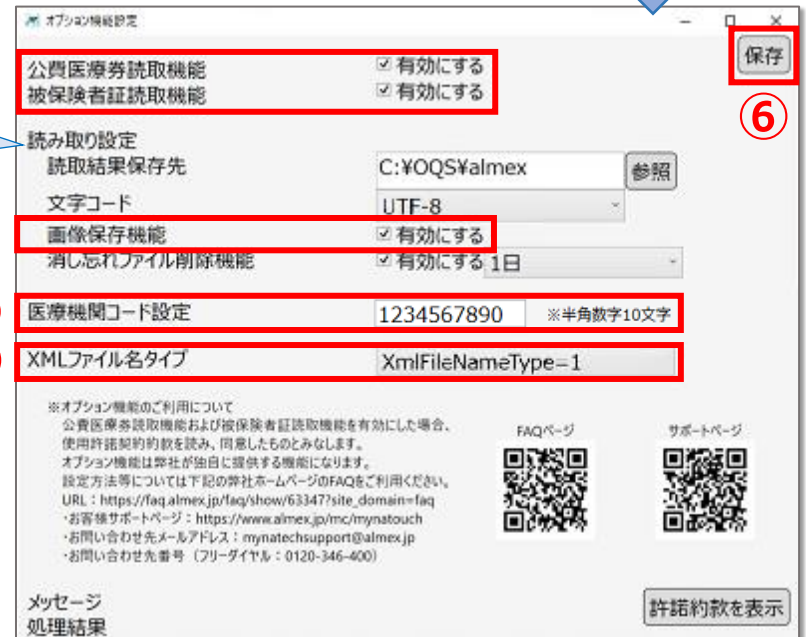 オプション機能設定
保存
公費医療券読取機能 有効にする
被保険者証読取機能 有効にする
⑥
読み取り設定
読取結果保存先 C:¥OQS¥almex 参照
文字コード UTF-8
画像保存機能 有効にする
消し忘れファイル削除機能 有効にする 1日
医療機関コード設定 1234567890 ※半角数字10文字
XMLファイル名タイプ XmlFileNameType=1
※オプション機能のご利用について
公費医療券読取機能および被保険者証読取機能を有効にした場合、
使用許諾契約約款を読み、同意したものとみなします。
オプション機能は弊社が独自に提供する機能になります。
設定方法等については下記の弊社ホームページのFAQをご利用ください。
URL：https://faq.almex.jp/faq/show/63347?site_domain=faq
・お客様サポートページ：https://www.almex.jp/mc/mynatouch
・お問い合わせ先メールアドレス：mynatechsupport@almex.jp
・お問い合わせ先番号（フリーダイヤル：0120-346-400）
FAQページ サポートページ
メッセージ
処理結果
許諾約款を表示